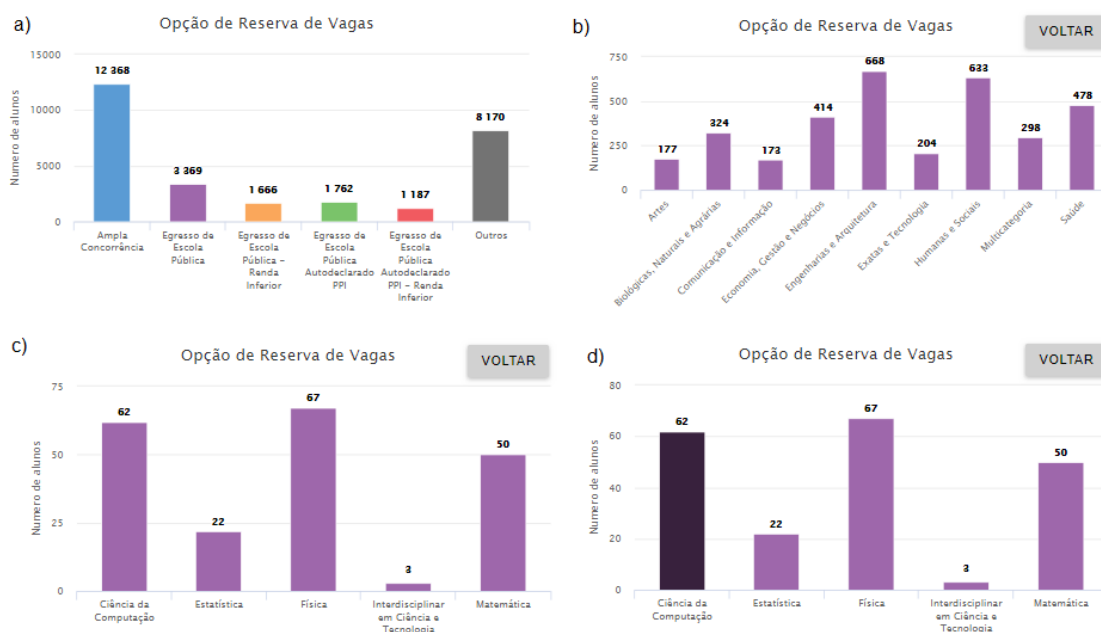 a)
Opção de Reserva de Vagas
Numero de alunos
15000
10000
5000
0
12 368
3 369
1 666
1 762
1 187
8 170
Ampla
Concorrência
Egresso de
Escola
Pública
Egresso de
Escola
Pública – Renda
Inferior
Egresso de
Escola
Pública
Autodeclarado
PPI
Egresso de
Escola
Pública
Autodeclarado
PPI – Renda
Inferior
Outros
b)
Opção de Reserva de Vagas
VOLTAR
Numero de alunos
750
500
250
0
177
324
173
414
668
204
633
298
478
Artes
Biológicas, Naturais e Agrárias
Comunicação e Informação
Economia, Gestão e Negócios
Engenharias e Arquitetura
Exatas e Tecnologia
Humanas e Sociais
Multicategoria
Saúde
c)
Opção de Reserva de Vagas
VOLTAR
Numero de alunos
75
50
25
0
62
22
67
3
50
Ciência da
Computação
Estatística
Física
Interdisciplinar
em Ciência e
Tecnologia
Matemática
d)
Opção de Reserva de Vagas
VOLTAR
Numero de alunos
80
60
40
20
0
62
22
67
3
50
Ciência da
Computação
Estatística
Física
Interdisciplinar
em Ciência e
Tecnologia
Matemática